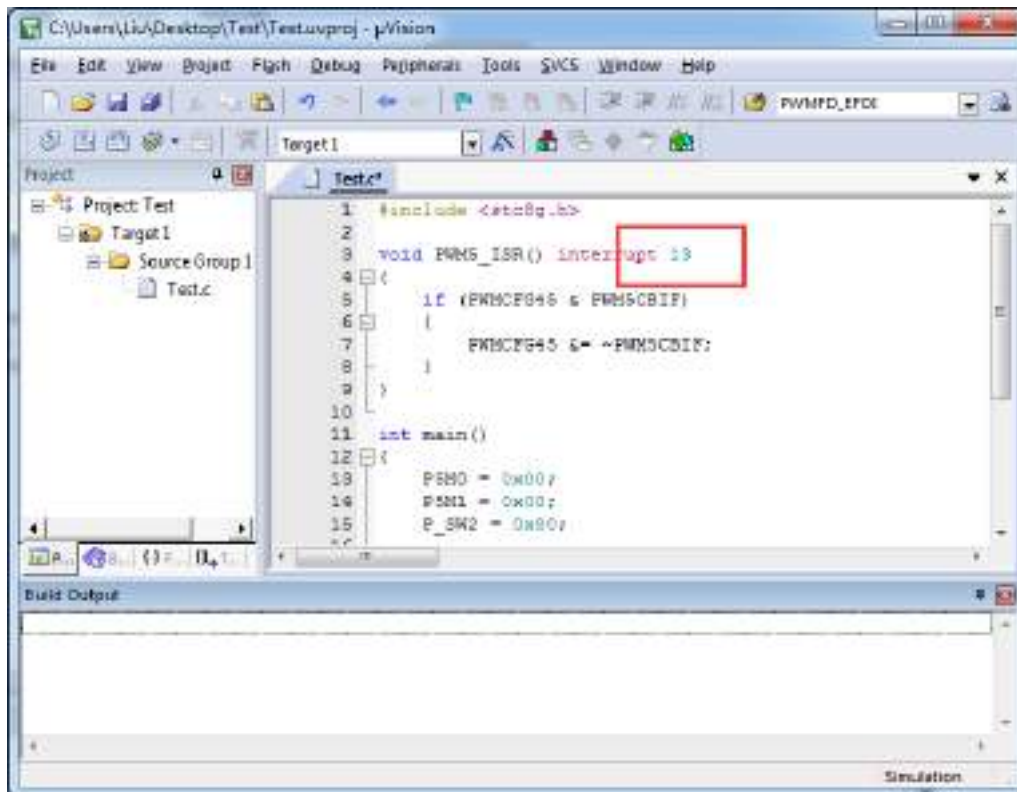 C:\Users\Liu\Desktop\Test\Test.uvproj - µVision
File Edit View Project Flash Debug Peripherals Tools SVCS Window Help
Target 1
Project
Test.c*
Project: Test
Target 1
Source Group 1
Test.c
1 #include <stc8g.h>
2
3 void PWM5_ISR() interrupt 13
4 {
5 if (PWMCFG45 & PWM5CBIF)
6 {
7 PWMCFG45 &= ~PWM5CBIF;
8 }
9 }
10
11 int main()
12 {
13 P5M0 = 0x00;
14 P5M1 = 0x00;
15 P_SW2 = 0x80;
Build Output
Simulation